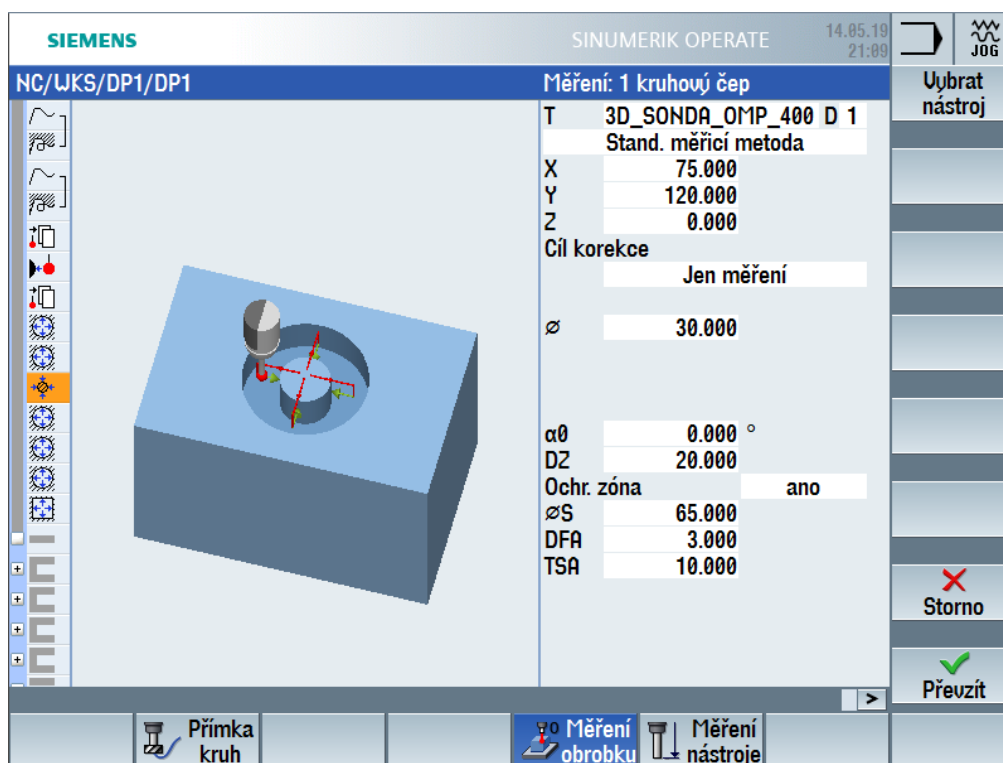 SIEMENS
SINUMERIK OPERATE
14.05.19
21:09
JOG
NC/WKS/DP1/DP1
Měření: 1 kruhový čep
T 3D_SONDA_OMP_400 D 1
Stand. měřicí metoda
X 75.000
Y 120.000
Z 0.000
Cíl korekce
Jen měření
ø 30.000
α0 0.000 °
DZ 20.000
Ochr. zóna ano
øS 65.000
DFA 3.000
TSA 10.000
Vybrat
nástroj
Storno
Převzít
>
Přímka
kruh
Měření
obrobku
Měření
nástroje